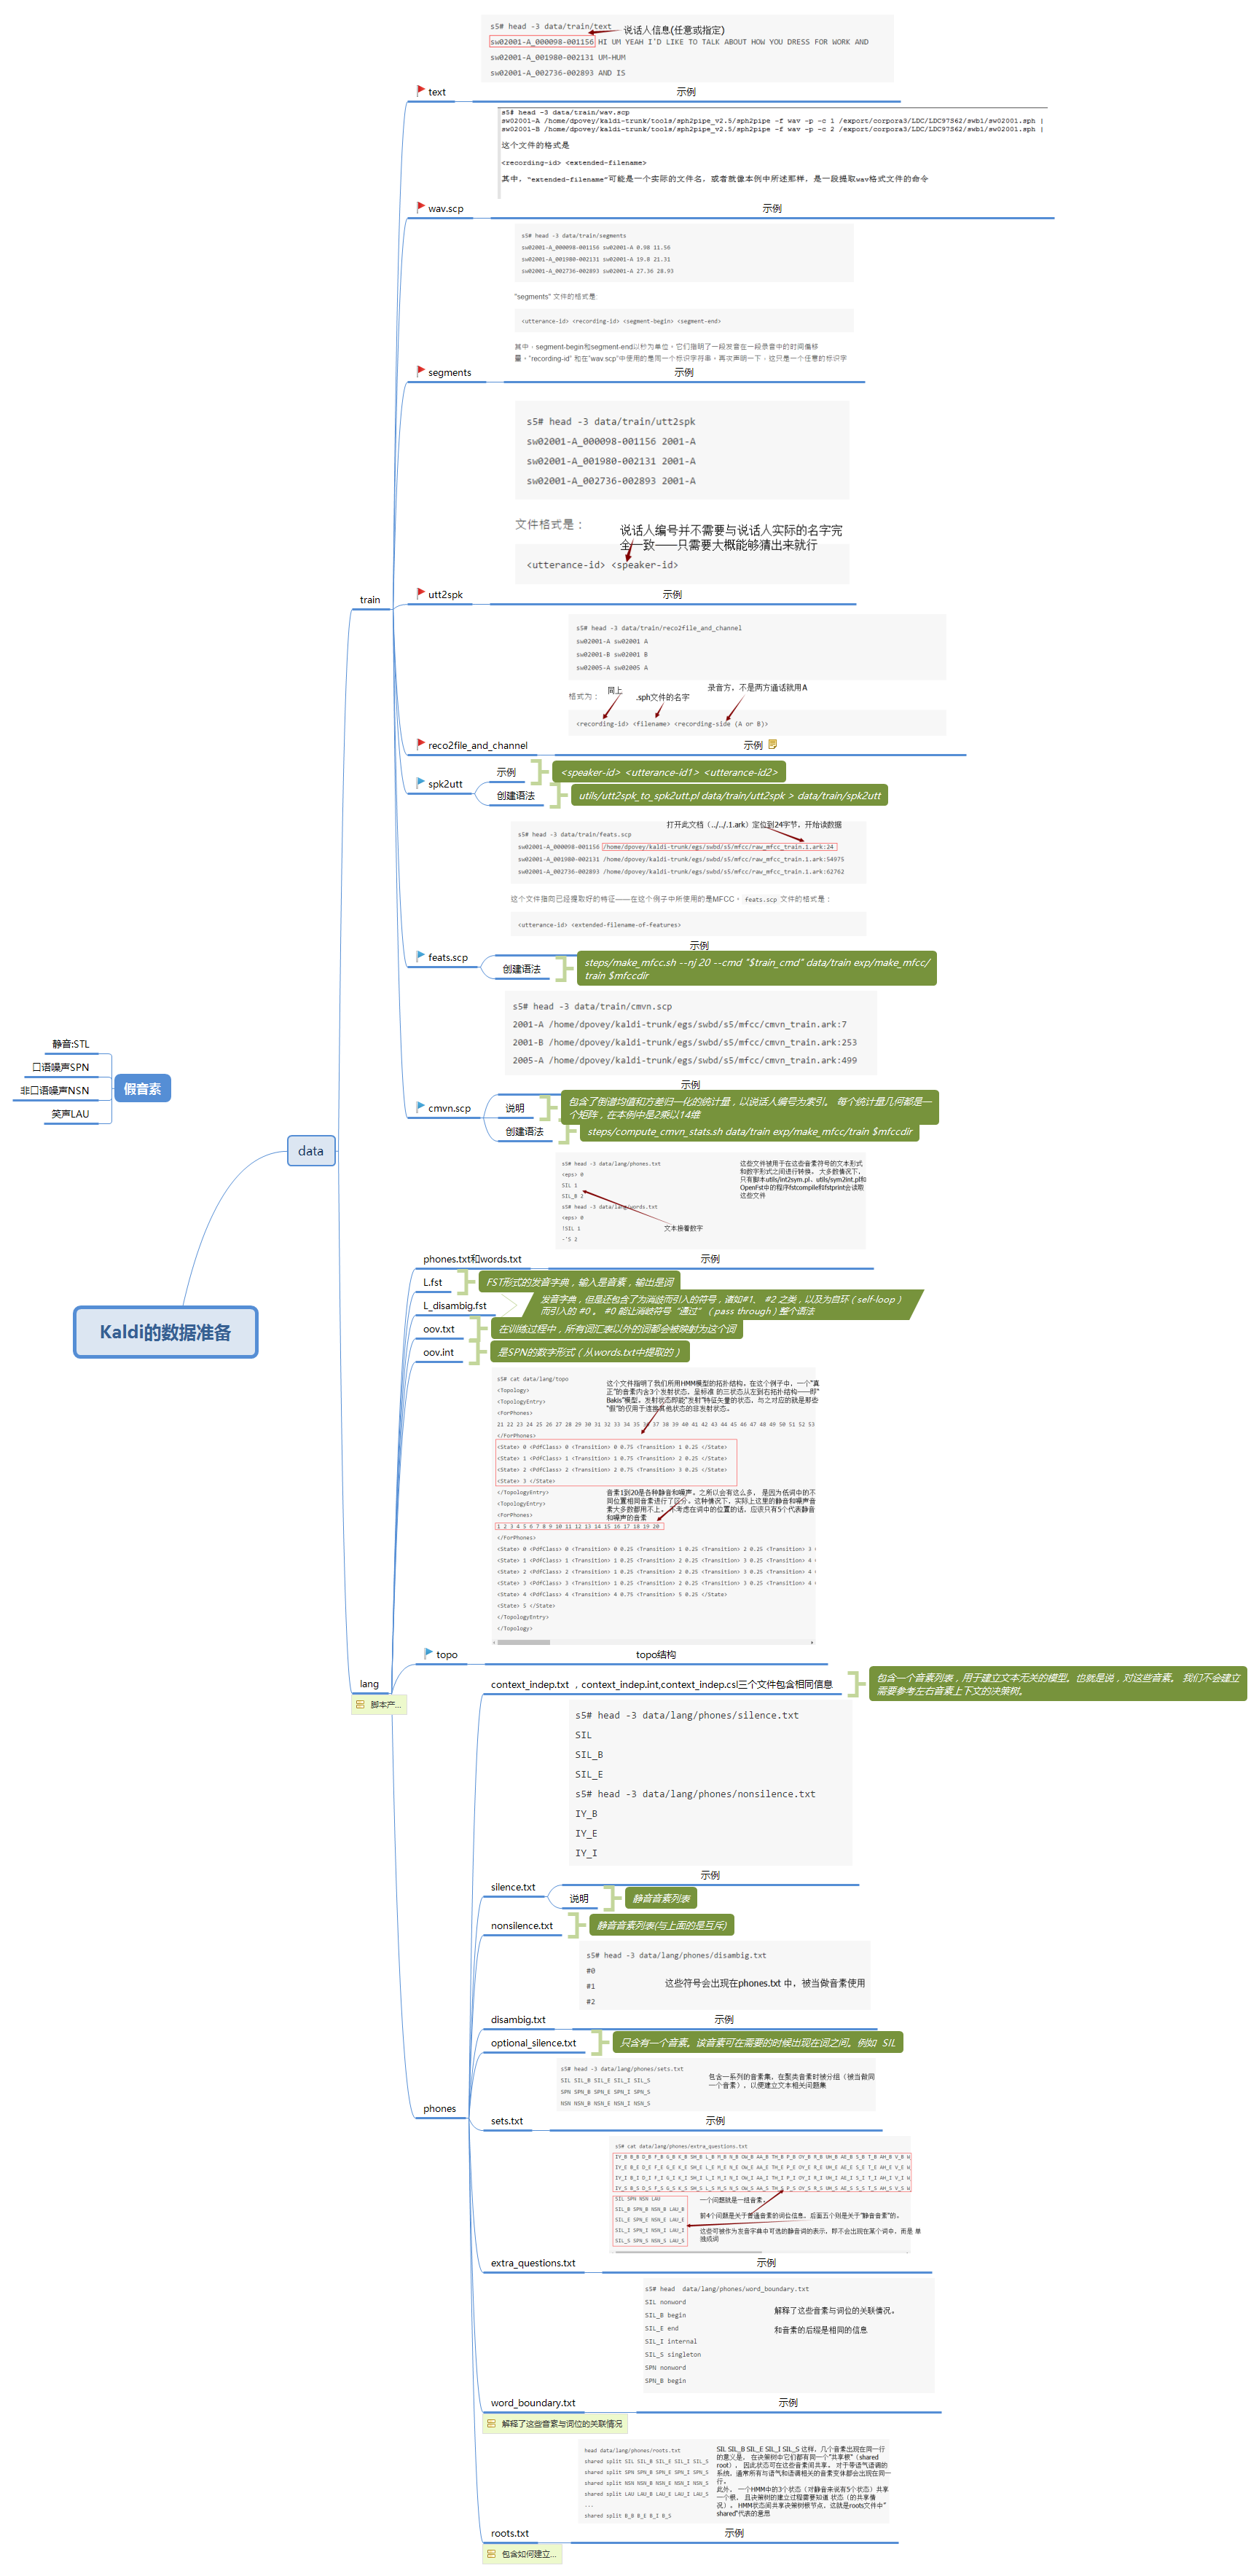 s5# head -3 data/train/text
说话人信息(任意或指定)
sw02001-A_000098-001156 HI UM YEAH I'D LIKE TO TALK ABOUT HOW YOU DRESS FOR WORK AND
sw02001-A_001980-002131 UM-HUM
sw02001-A_002736-002893 AND IS
text
示例
s5# head -3 data/train/wav.scp
sw02001-A /home/dpovey/kaldi-trunk/tools/sph2pipe_v2.5/sph2pipe -f wav -p -c 1 /export/corpora3/LDC/LDC97S62/swb1/sw02001.sph |
sw02001-B /home/dpovey/kaldi-trunk/tools/sph2pipe_v2.5/sph2pipe -f wav -p -c 2 /export/corpora3/LDC/LDC97S62/swb1/sw02001.sph |
这个文件的格式是
<recording-id> <extended-filename>
其中，"extended-filename"可能是一个实际的文件名，或者就像本例中所述那样，是一段提取wav格式文件的命令
wav.scp
示例
s5# head -3 data/train/segments
sw02001-A_000098-001156 sw02001-A 0.98 11.56
sw02001-A_001980-002131 sw02001-A 19.8 21.31
sw02001-A_002736-002893 sw02001-A 27.36 28.93
"segments" 文件的格式是:
<utterance-id> <recording-id> <segment-begin> <segment-end>
其中，segment-begin和segment-end以秒为单位。它们指明了一段发音在一段录音中的时间偏移
量。"recording-id" 和在"wav.scp"中使用的是同一个标识字符串。再次声明一下，这只是一个任意的标识字
segments
示例
s5# head -3 data/train/utt2spk
sw02001-A_000098-001156 2001-A
sw02001-A_001980-002131 2001-A
sw02001-A_002736-002893 2001-A
文件格式是：
说话人编号并不需要与说话人实际的名字完
全一致——只需要大概能够猜出来就行
<utterance-id> <speaker-id>
utt2spk
示例
train
s5# head -3 data/train/reco2file_and_channel
sw02001-A sw02001 A
sw02001-B sw02001 B
sw02005-A sw02005 A
格式为：
同上
.sph文件的名字
录音方，不是两方通话就用A
<recording-id> <filename> <recording-side (A or B)>
reco2file_and_channel
示例
spk2utt
示例
<speaker-id> <utterance-id1> <utterance-id2>
创建语法
utils/utt2spk_to_spk2utt.pl data/train/utt2spk > data/train/spk2utt
打开此文档（../../.1.ark）定位到24字节，开始读数据
s5# head -3 data/train/feats.scp
sw02001-A_000098-001156 /home/dpovey/kaldi-trunk/egs/swbd/s5/mfcc/raw_mfcc_train.1.ark:24
sw02001-A_001980-002131 /home/dpovey/kaldi-trunk/egs/swbd/s5/mfcc/raw_mfcc_train.1.ark:54975
sw02001-A_002736-002893 /home/dpovey/kaldi-trunk/egs/swbd/s5/mfcc/raw_mfcc_train.1.ark:62762
这个文件指向已经提取好的特征——在这个例子中所使用的是MFCC。 feats.scp 文件的格式是：
<utterance-id> <extended-filename-of-features>
示例
feats.scp
创建语法
steps/make_mfcc.sh --nj 20 --cmd "$train_cmd" data/train exp/make_mfcc/
train $mfccdir
s5# head -3 data/train/cmvn.scp
2001-A /home/dpovey/kaldi-trunk/egs/swbd/s5/mfcc/cmvn_train.ark:7
2001-B /home/dpovey/kaldi-trunk/egs/swbd/s5/mfcc/cmvn_train.ark:253
2005-A /home/dpovey/kaldi-trunk/egs/swbd/s5/mfcc/cmvn_train.ark:499
示例
cmvn.scp
说明
包含了倒谱均值和方差归一化的统计量，以说话人编号为索引。 每个统计量几何都是一
个矩阵，在本例中是2乘以14维
创建语法
steps/compute_cmvn_stats.sh data/train exp/make_mfcc/train $mfccdir
静音:STL
口语噪声SPN
非口语噪声NSN
笑声LAU
假音素
data
Kaldi的数据准备
s5# head -3 data/lang/phones.txt
<eps> 0
SIL 1
SIL_B 2
s5# head -3 data/lang/words.txt
<eps> 0
!SIL 1
-'S 2
这些文件被用于在这些音素符号的文本形式
和数字形式之间进行转换。 大多数情况下，
只有脚本utils/int2sym.pl，utils/sym2int.pl和
OpenFst中的程序fstcompile和fstprint会读取
这些文件
文本接着数字
phones.txt和words.txt
示例
L.fst
FST形式的发音字典，输入是音素，输出是词
L_disambig.fst
发音字典，但是还包含了为消歧而引入的符号，诸如#1、 #2 之类，以及为自环（self-loop）
而引入的 #0 。 #0 能让消歧符号 “通过” （ pass through ) 整个语法
oov.txt
在训练过程中，所有词汇表以外的词都会被映射为这个词
oov.int
是SPN的数字形式（从words.txt中提取的）
s5# cat data/lang/topo
<Topology>
<TopologyEntry>
<ForPhones>
21 22 23 24 25 26 27 28 29 30 31 32 33 34 35 36 37 38 39 40 41 42 43 44 45 46 47 48 49 50 51 52 53
</ForPhones>
<State> 0 <PdfClass> 0 <Transition> 0 0.75 <Transition> 1 0.25 </State>
<State> 1 <PdfClass> 1 <Transition> 1 0.75 <Transition> 2 0.25 </State>
<State> 2 <PdfClass> 2 <Transition> 2 0.75 <Transition> 3 0.25 </State>
<State> 3 </State>
</TopologyEntry>
<TopologyEntry>
<ForPhones>
1 2 3 4 5 6 7 8 9 10 11 12 13 14 15 16 17 18 19 20
</ForPhones>
<State> 0 <PdfClass> 0 <Transition> 0 0.25 <Transition> 1 0.25 <Transition> 2 0.25 <Transition> 3
<State> 1 <PdfClass> 1 <Transition> 1 0.25 <Transition> 2 0.25 <Transition> 3 0.25 <Transition> 4
<State> 2 <PdfClass> 2 <Transition> 1 0.25 <Transition> 2 0.25 <Transition> 3 0.25 <Transition> 4
<State> 3 <PdfClass> 3 <Transition> 1 0.25 <Transition> 2 0.25 <Transition> 3 0.25 <Transition> 4
<State> 4 <PdfClass> 4 <Transition> 4 0.75 <Transition> 5 0.25 </State>
<State> 5 </State>
</TopologyEntry>
</Topology>
这个文件指明了我们所用HMM模型的拓扑结构。在这个例子中，一个"真
正"的音素内含3个发射状态，呈标准 的三状态从左到右拓扑结构——即"
Bakis"模型。发射状态即能"发射"特征矢量的状态，与之对应的就是那些
"假"的仅用于连接其他状态的非发射状态。
音素1到20是各种静音和噪声。之所以会有这么多， 是因为低词中的不
同位置相同音素进行了区分。这种情况下，实际上这里的静音和噪声音
素大多数都用不上。 不考虑在词中的位置的话，应该只有5个代表静音
和噪声的音素
topo
topo结构
lang
脚本产...
context_indep.txt ，context_indep.int,context_indep.csl三个文件包含相同信息
包含一个音素列表，用于建立文本无关的模型。也就是说，对这些音素。 我们不会建立
需要参考左右音素上下文的决策树。
s5# head -3 data/lang/phones/silence.txt
SIL
SIL_B
SIL_E
s5# head -3 data/lang/phones/nonsilence.txt
IY_B
IY_E
IY_I
示例
silence.txt
说明
静音音素列表
nonsilence.txt
静音音素列表(与上面的是互斥)
s5# head -3 data/lang/phones/disambig.txt
#0
#1
#2
这些符号会出现在phones.txt 中，被当做音素使用
disambig.txt
示例
optional_silence.txt
只含有一个音素。该音素可在需要的时候出现在词之间。例如 SIL
s5# head -3 data/lang/phones/sets.txt
SIL SIL_B SIL_E SIL_I SIL_S
SPN SPN_B SPN_E SPN_I SPN_S
NSN NSN_B NSN_E NSN_I NSN_S
包含一系列的音素集，在聚类音素时被分组（被当做同
一个音素），以便建立文本相关问题集
phones
sets.txt
示例
s5# cat data/lang/phones/extra_questions.txt
IY_B B_B D_B F_B G_B K_B SH_B L_B M_B N_B OW_B AA_B TH_B P_B OY_B R_B UH_B AE_B S_B T_B AH_B V_B W
IY_E B_E D_E F_E G_E K_E SH_E L_E M_E N_E OW_E AA_E TH_E P_E OY_E R_E UH_E AE_E S_E T_E AH_E V_E W
IY_I B_I D_I F_I G_I K_I SH_I L_I M_I N_I OW_I AA_I TH_I P_I OY_I R_I UH_I AE_I S_I T_I AH_I V_I W
IY_S B_S D_S F_S G_S K_S SH_S L_S M_S N_S OW_S AA_S TH_S P_S OY_S R_S UH_S AE_S S_S T_S AH_S V_S W
SIL SPN NSN LAU
SIL_B SPN_B NSN_B LAU_B
SIL_E SPN_E NSN_E LAU_E
SIL_I SPN_I NSN_I LAU_I
SIL_S SPN_S NSN_S LAU_S
一个问题就是一组音素。
前4个问题是关于普通音素的词位信息，后面五个则是关于"静音音素"的。
这些可被作为发音字典中可选的静音词的表示，即不会出现在某个词中，而是 单
独成词
extra_questions.txt
示例
s5# head data/lang/phones/word_boundary.txt
SIL nonword
SIL_B begin
SIL_E end
SIL_I internal
SIL_S singleton
SPN nonword
SPN_B begin
解释了这些音素与词位的关联情况。
和音素的后缀是相同的信息
word_boundary.txt
示例
解释了这些音素与词位的关联情况
head data/lang/phones/roots.txt
shared split SIL SIL_B SIL_E SIL_I SIL_S
shared split SPN SPN_B SPN_E SPN_I SPN_S
shared split NSN NSN_B NSN_E NSN_I NSN_S
shared split LAU LAU_B LAU_E LAU_I LAU_S
...
shared split B_B B_E B_I B_S
SIL SIL_B SIL_E SIL_I SIL_S 这样，几个音素出现在同一行
的意义是， 在决策树中它们都有同一个"共享根"（shared
root）， 因此状态可在这些音素间共享。 对于带语气语调的
系统，通常所有与语气和语调相关的音素变体都会出现在同一
行。
此外， 一个HMM中的3个状态（对静音来说有5个状态）共享
一个根， 且决策树的建立过程需要知道 状态（的共享情
况）。 HMM状态间共享决策树根节点，这就是roots文件中"
shared"代表的意思
roots.txt
示例
包含如何建立...